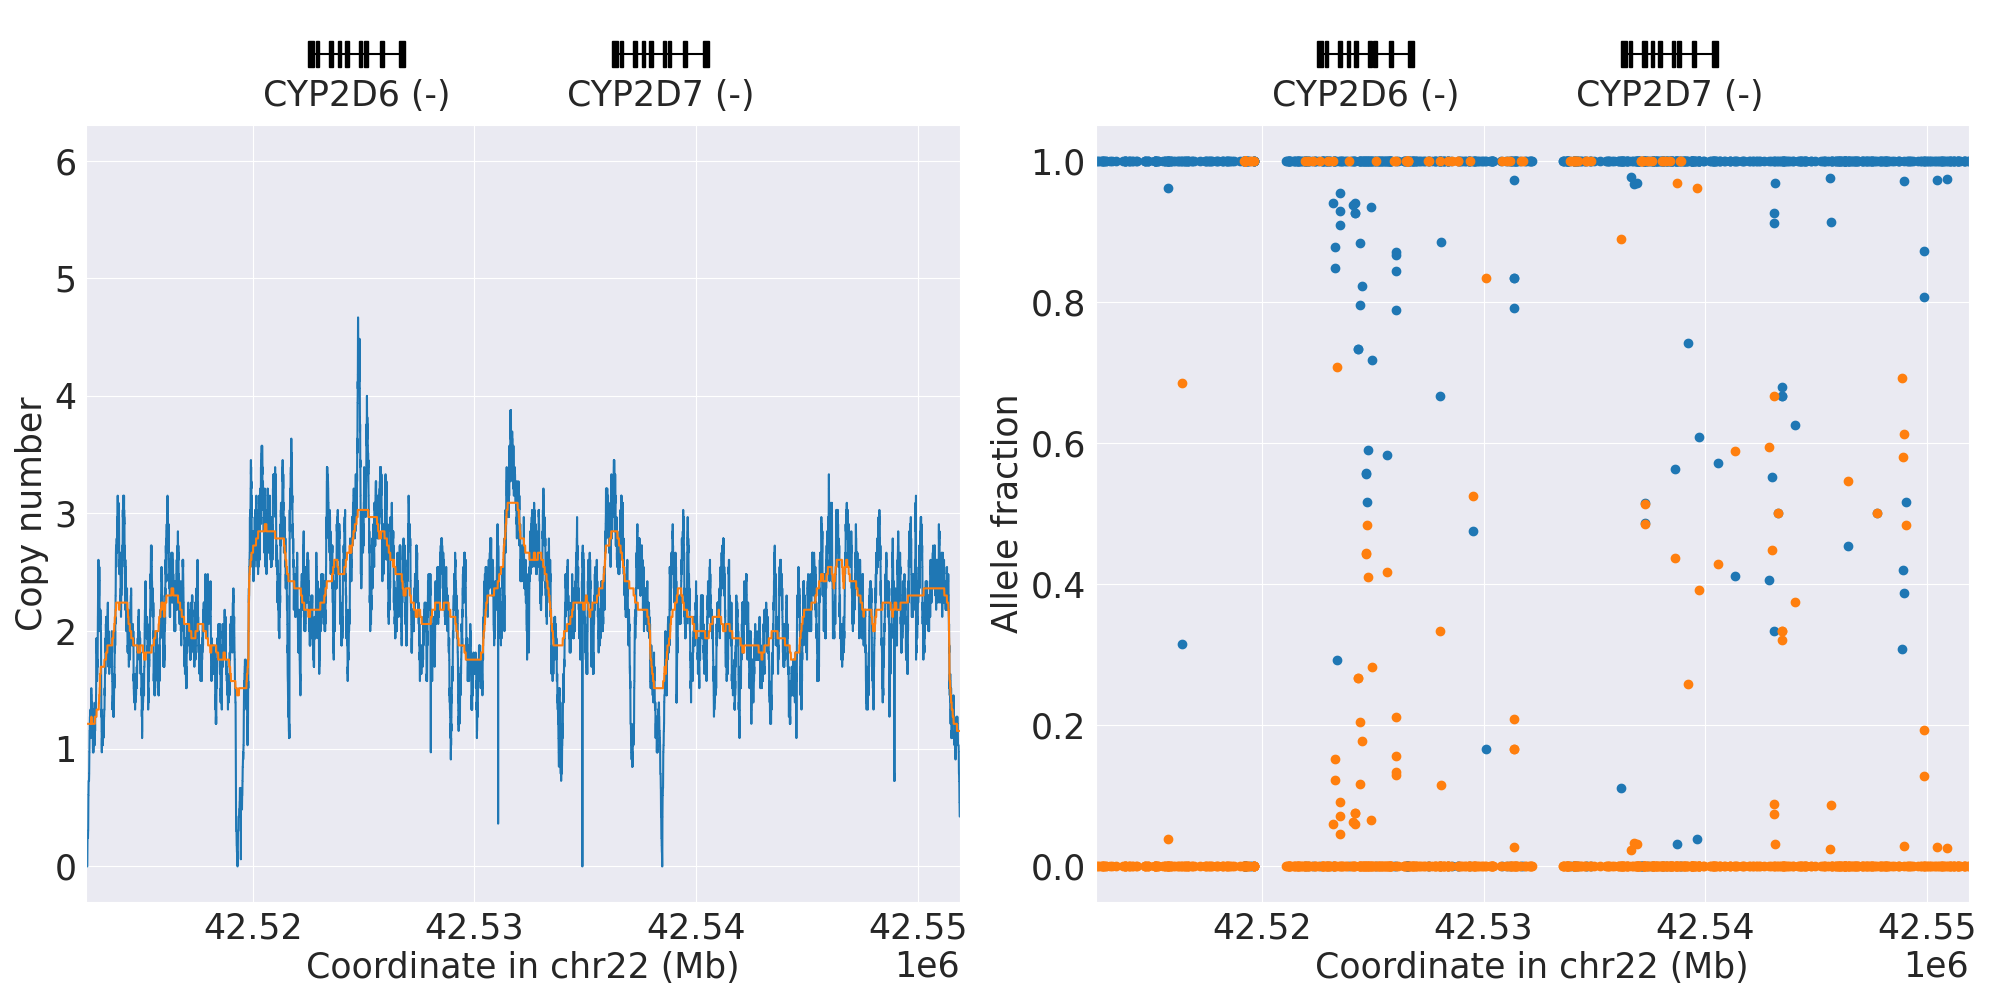 CYP2D6 (-) CYP2D7 (-)
6
5
4
3
2
1
0
Copy number
42.52 42.53 42.54 42.55
Coordinate in chr22 (Mb) 1e6
CYP2D6 (-) CYP2D7 (-)
1.0
0.8
0.6
0.4
0.2
0.0
Allele fraction
42.52 42.53 42.54 42.55
Coordinate in chr22 (Mb) 1e6